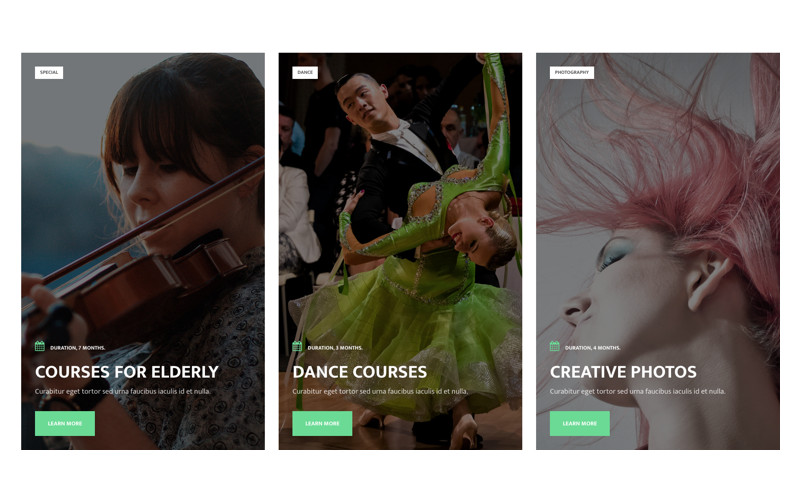 SPECIAL
DURATION, 7 MONTHS.
COURSES FOR ELDERLY
Curabitur eget tortor sed urna faucibus iaculis id et nulla.
LEARN MORE
DANCE
DURATION, 3 MONTHS.
DANCE COURSES
Curabitur eget tortor sed urna faucibus iaculis id et nulla.
LEARN MORE
PHOTOGRAPHY
DURATION, 4 MONTHS.
CREATIVE PHOTOS
Curabitur eget tortor sed urna faucibus iaculis id et nulla.
LEARN MORE